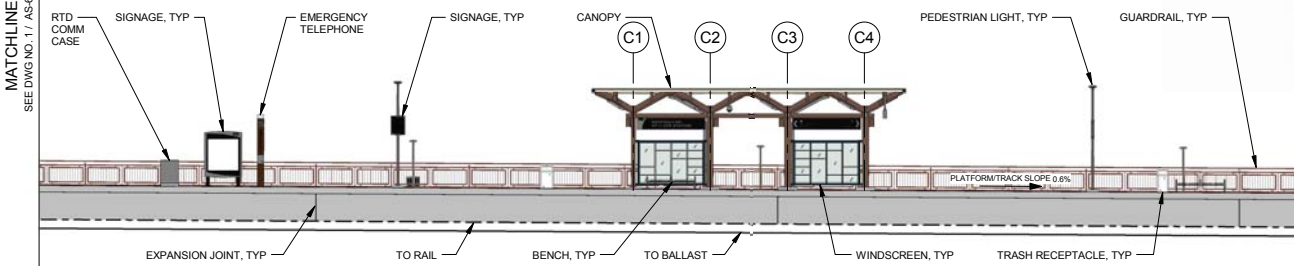 MATCHLINE
SEE DWG NO. 1 / AS-
RTD
COMM
CASE
SIGNAGE, TYP
EMERGENCY
TELEPHONE
SIGNAGE, TYP
CANOPY
PEDESTRIAN LIGHT, TYP
GUARDRAIL, TYP
C1
C2
C3
C4
PLATFORM/TRACK SLOPE 0.6%
EXPANSION JOINT, TYP
TO RAIL
BENCH, TYP
TO BALLAST
WINDSCREEN, TYP
TRASH RECEPTACLE, TYP